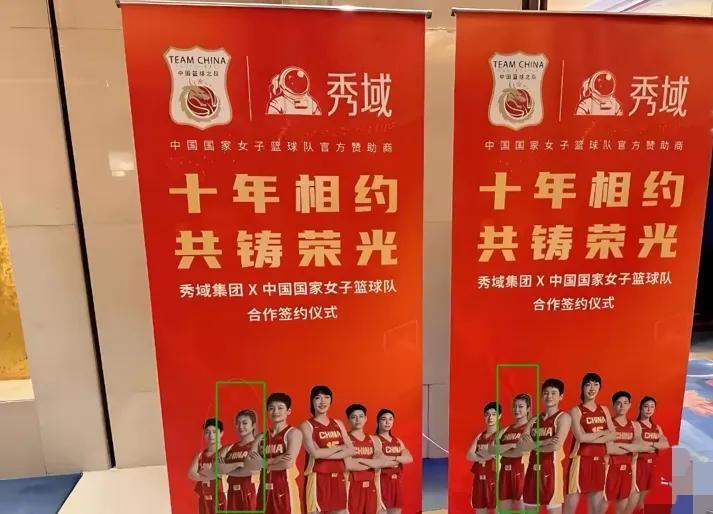 TEAM CHINA
中国篮球之队
秀域
中国国家女子篮球队官方赞助商
十年相约
共铸荣光
秀域集团 X 中国国家女子篮球队
合作签约仪式
CHINA
CHINA
TEAM CHINA
中国篮球之队
秀域
中国国家女子篮球队官方赞助商
十年相约
共铸荣光
秀域集团 X 中国国家女子篮球队
合作签约仪式
CHINA
CHINA